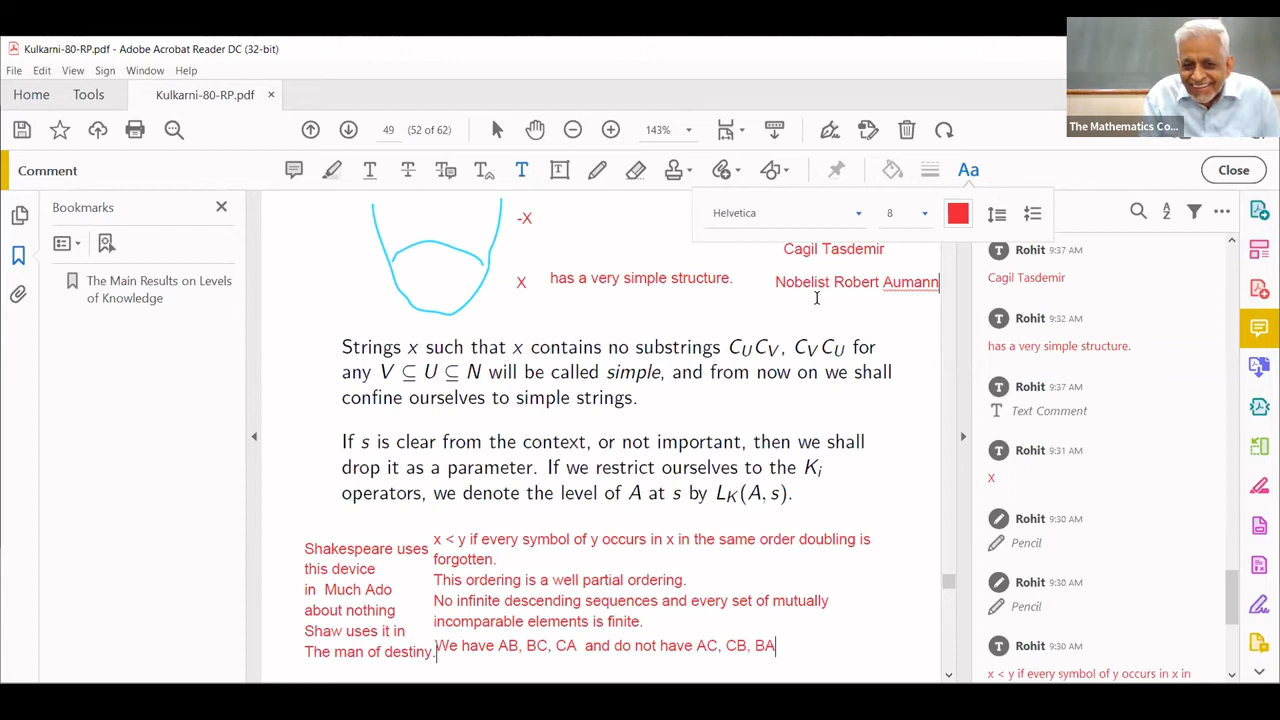 Kulkarni-80-RP.pdf - Adobe Acrobat Reader DC (32-bit)
File Edit View Sign Window Help
Home Tools Kulkarni-80-RP.pdf ×
49 (52 of 62) 143%
Comment
Close
Helvetica 8
Bookmarks
The Main Results on Levels
of Knowledge
-X
Cagil Tasdemir
X has a very simple structure. Nobelist Robert Aumann
Strings x such that x contains no substrings C_U C_V, C_V C_U for
any V ⊆ U ⊆ N will be called simple, and from now on we shall
confine ourselves to simple strings.
If s is clear from the context, or not important, then we shall
drop it as a parameter. If we restrict ourselves to the K_i
operators, we denote the level of A at s by L_K(A, s).
Shakespeare uses
this device
in Much Ado
about nothing
Shaw uses it in
The man of destiny.
x < y if every symbol of y occurs in x in the same order doubling is
forgotten.
This ordering is a well partial ordering.
No infinite descending sequences and every set of mutually
incomparable elements is finite.
We have AB, BC, CA and do not have AC, CB, BA
Rohit 9:37 AM
Cagil Tasdemir
Rohit 9:32 AM
has a very simple structure.
Rohit 9:37 AM
Text Comment
Rohit 9:31 AM
X
Rohit 9:30 AM
Pencil
Rohit 9:30 AM
Pencil
Rohit 9:30 AM
x < y if every symbol of y occurs in x in
The Mathematics Co...